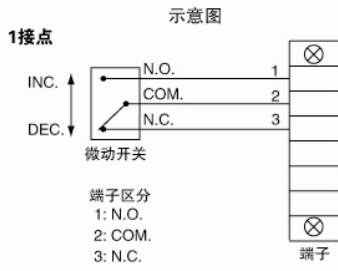 示意图
1接点
INC.
DEC.
N.O.
COM.
N.C.
1
2
3
微动开关
端子区分
1: N.O.
2: COM.
3: N.C.
端子